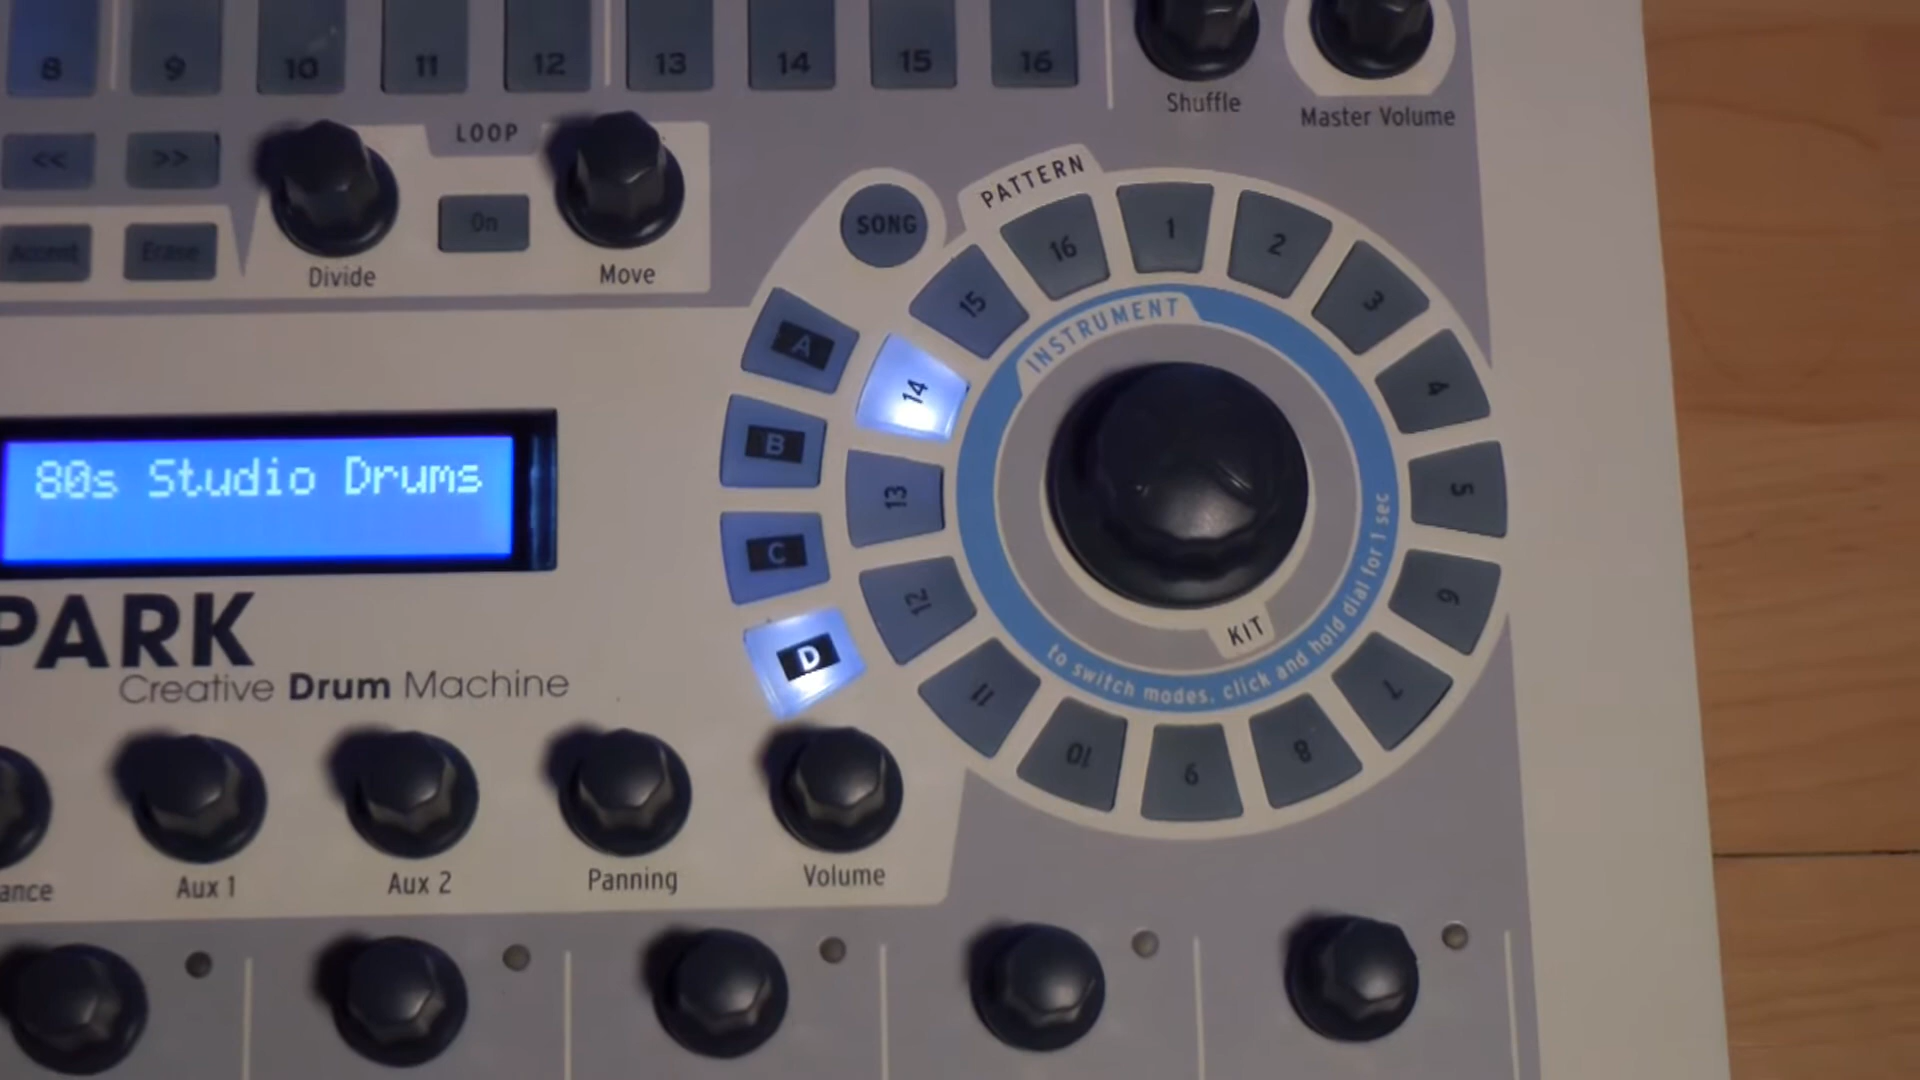 8 9 10 11 12 13 14 15 16
Shuffle
Master Volume
<< >>
LOOP
On
Accent Erase
Divide
Move
SONG
PATTERN
16 1 2 3 4 5 6 7 8 9 10 11 12 13 14 15
A
B
C
D
INSTRUMENT
KIT
to switch modes, click and hold dial for 1 sec
80s Studio Drums
PARK
Creative Drum Machine
ance
Aux 1
Aux 2
Panning
Volume